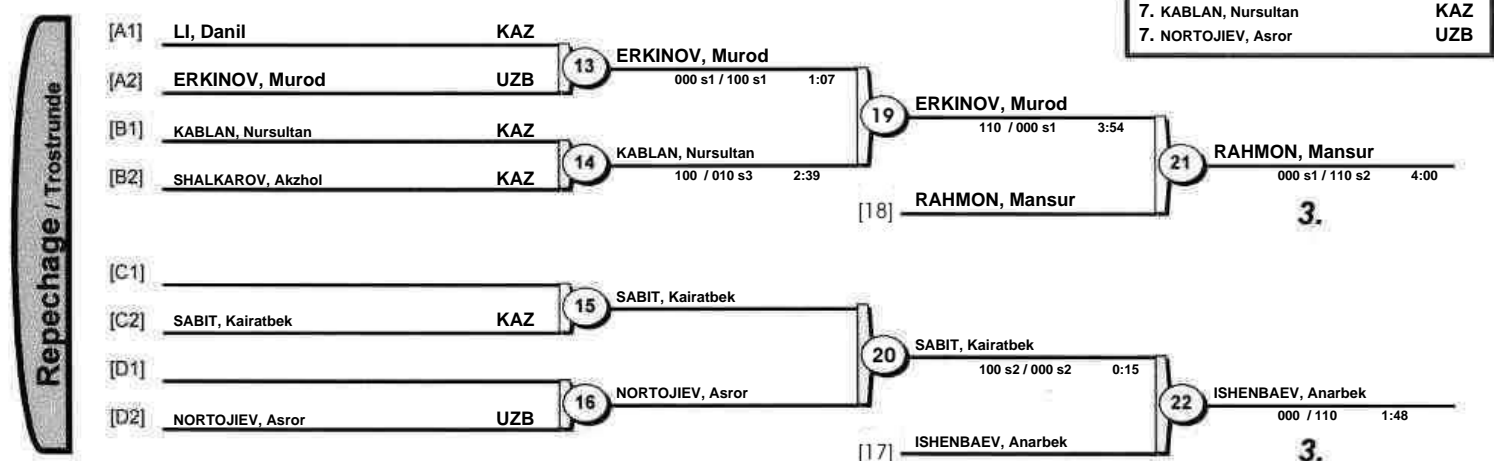 7. KABLAN, Nursultan KAZ
7. NORTOJIEV, Asror UZB
Repechage / Trostrunde
[A1] LI, Danil KAZ
[A2] ERKINOV, Murod UZB
13 ERKINOV, Murod
000 s1 / 100 s1 1:07
[B1] KABLAN, Nursultan KAZ
[B2] SHALKAROV, Akzhol KAZ
14 KABLAN, Nursultan
100 / 010 s3 2:39
19 ERKINOV, Murod
110 / 000 s1 3:54
[18] RAHMON, Mansur
21 RAHMON, Mansur
000 s1 / 110 s2 4:00
3.
[C1]
[C2] SABIT, Kairatbek KAZ
15 SABIT, Kairatbek
[D1]
[D2] NORTOJIEV, Asror UZB
16 NORTOJIEV, Asror
20 SABIT, Kairatbek
100 s2 / 000 s2 0:15
[17] ISHENBAEV, Anarbek
22 ISHENBAEV, Anarbek
000 / 110 1:48
3.